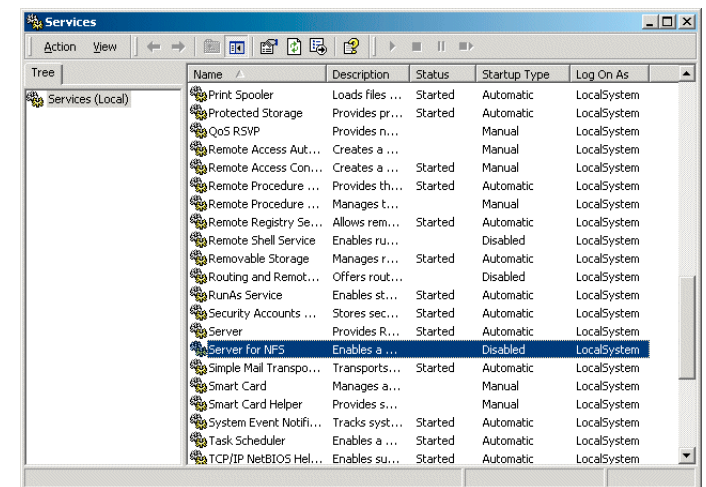 Services
Action View
Tree
Name Description Status Startup Type Log On As
Services (Local)
Print Spooler Loads files ... Started Automatic LocalSystem
Protected Storage Provides pr... Started Automatic LocalSystem
QoS RSVP Provides n... Manual LocalSystem
Remote Access Aut... Creates a ... Manual LocalSystem
Remote Access Con... Creates a ... Started Manual LocalSystem
Remote Procedure ... Provides th... Started Automatic LocalSystem
Remote Procedure ... Manages t... Manual LocalSystem
Remote Registry Se... Allows rem... Started Automatic LocalSystem
Remote Shell Service Enables ru... Disabled LocalSystem
Removable Storage Manages r... Started Automatic LocalSystem
Routing and Remot... Offers rout... Disabled LocalSystem
RunAs Service Enables st... Started Automatic LocalSystem
Security Accounts ... Stores sec... Started Automatic LocalSystem
Server Provides R... Started Automatic LocalSystem
Server for NFS Enables a ... Disabled LocalSystem
Simple Mail Transpo... Transports... Started Automatic LocalSystem
Smart Card Manages a... Manual LocalSystem
Smart Card Helper Provides s... Manual LocalSystem
System Event Notifi... Tracks syst... Started Automatic LocalSystem
Task Scheduler Enables a ... Started Automatic LocalSystem
TCP/IP NetBIOS Hel... Enables su... Started Automatic LocalSystem